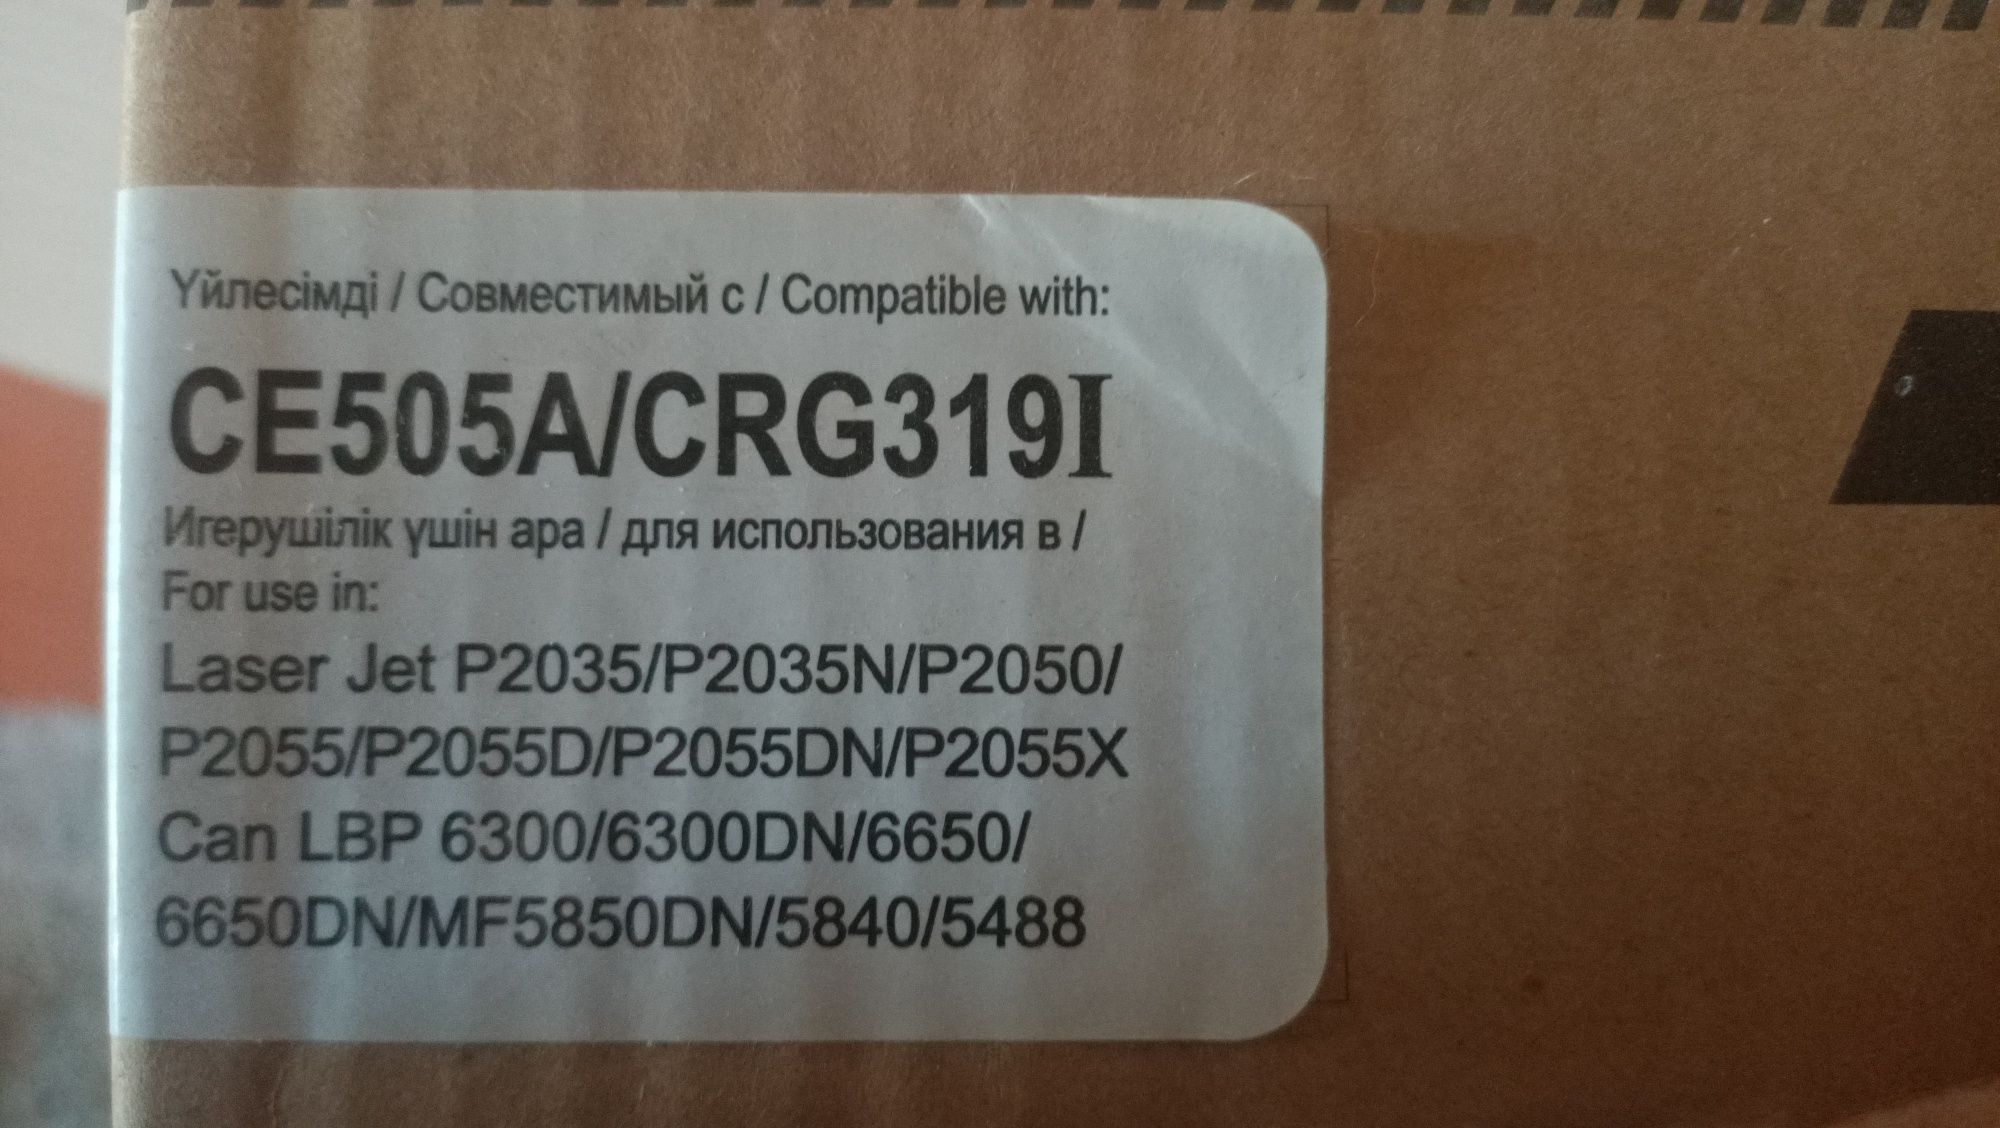 Үйлесімді / Совместимый с / Compatible with:
CE505A/CRG319I
Игерушілік үшін ара / для использования в /
For use in:
Laser Jet P2035/P2035N/P2050/
P2055/P2055D/P2055DN/P2055X
Can LBP 6300/6300DN/6650/
6650DN/MF5850DN/5840/5488